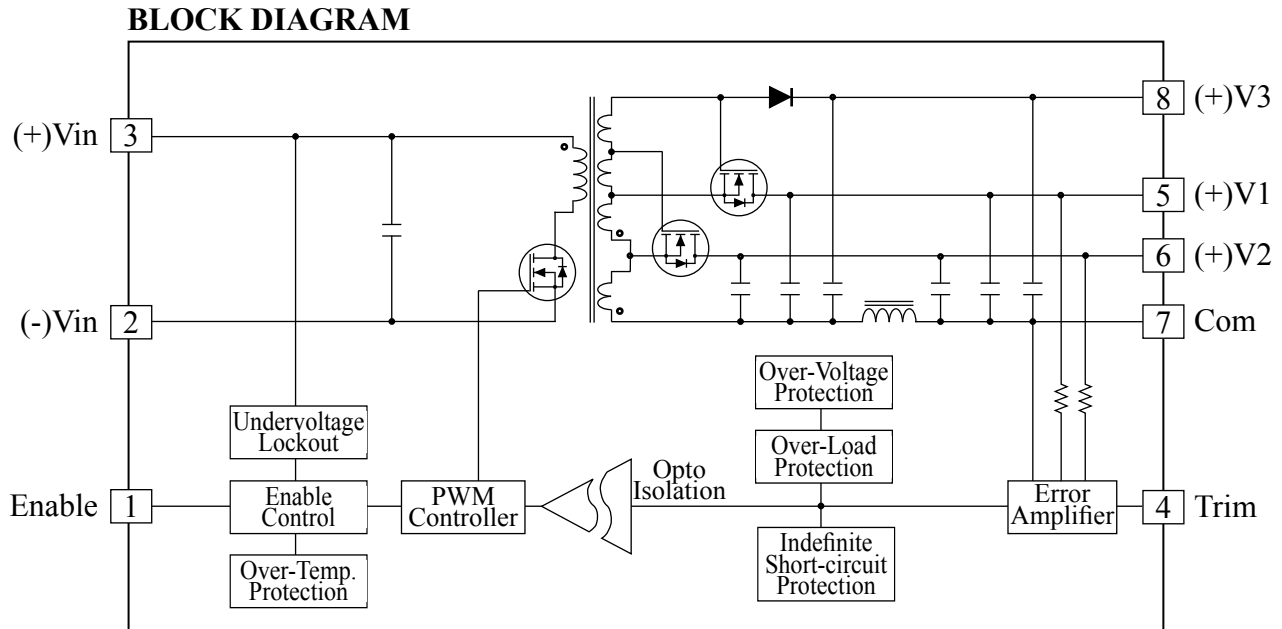 BLOCK DIAGRAM
(+)Vin
3
8
(+)V3
5
(+)V1
6
(+)V2
(-)Vin
2
7
Com
Over-Voltage
Protection
Undervoltage
Lockout
Over-Load
Protection
Opto
Isolation
Enable
1
Enable
Control
PWM
Controller
Error
Amplifier
4
Trim
Over-Temp.
Protection
Indefinite
Short-circuit
Protection